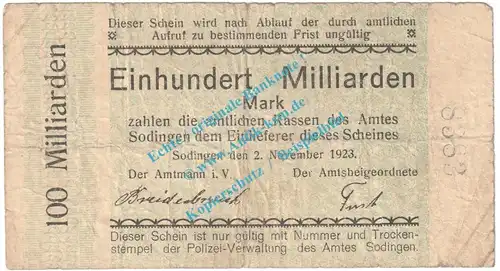 Dieser Schein wird nach Ablauf der durch amtlichen
Aufruf zu bestimmenden Frist ungültig
100 Milliarden
Einhundert Milliarden
Mark
zahlen die amtlichen Kassen des Amtes
Sodingen dem Einlieferer dieses Scheines
Sodingen den 2. November 1923.
Der Amtmann i. V. Der Amtsbeigeordnete
Dieser Schein ist nur gültig mit Nummer und Trocken-
stempel der Polizei-Verwaltung des Amtes Sodingen.